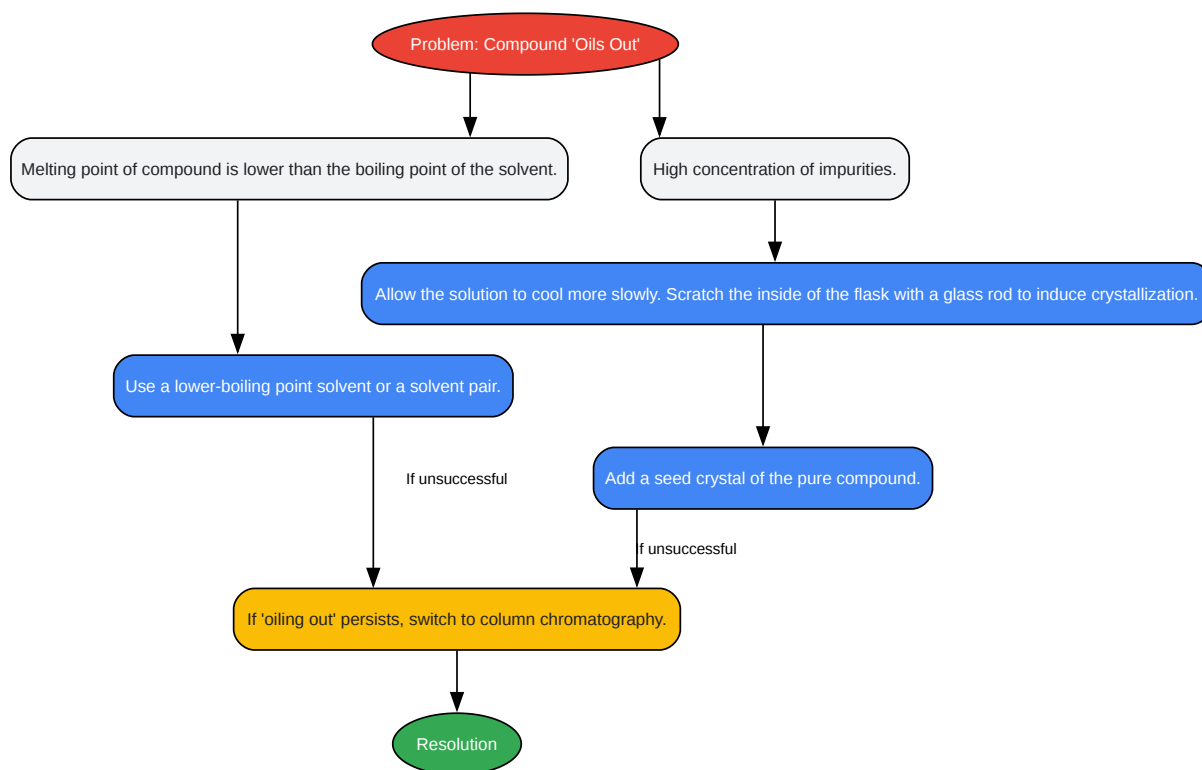 Problem: Compound 'Oils Out'
Melting point of compound is lower than the boiling point of the solvent.
High concentration of impurities.
Allow the solution to cool more slowly. Scratch the inside of the flask with a glass rod to induce crystallization.
Use a lower-boiling point solvent or a solvent pair.
If unsuccessful
Add a seed crystal of the pure compound.
If unsuccessful
If 'oiling out' persists, switch to column chromatography.
Resolution